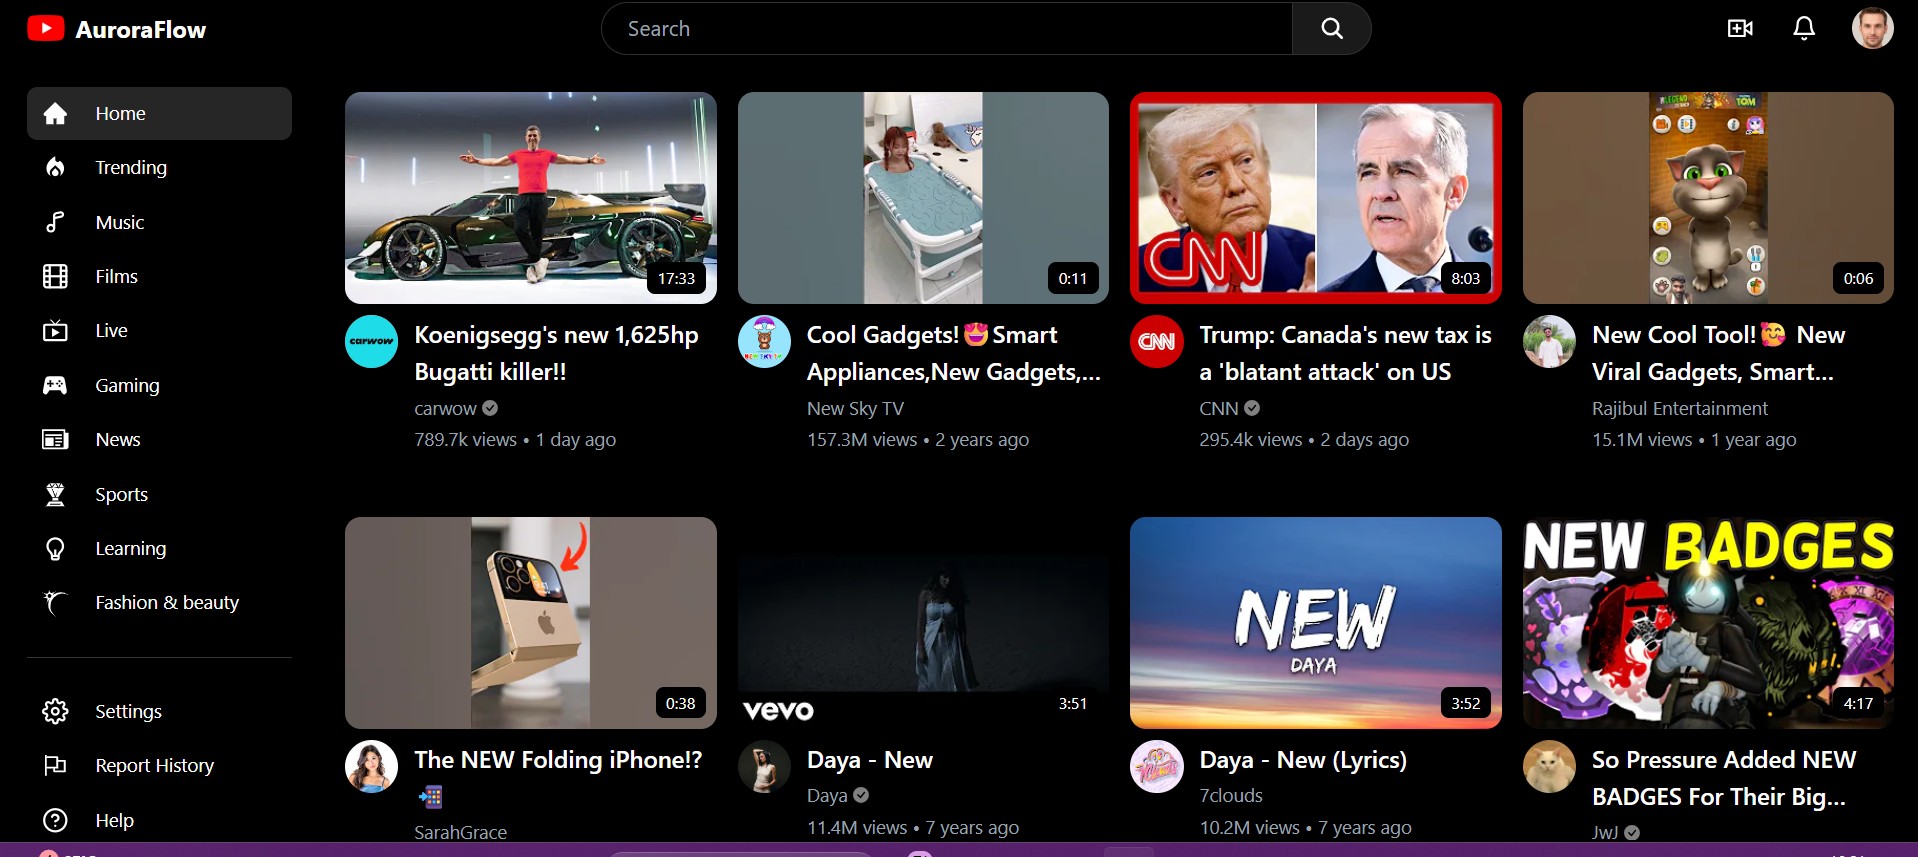 AuroraFlow
Search
Home
Trending
Music
Films
Live
Gaming
News
Sports
Learning
Fashion & beauty
Settings
Report History
Help
17:33
carwow
Koenigsegg's new 1,625hp
Bugatti killer!!
carwow
789.7k views • 1 day ago
0:11
Cool Gadgets!😍Smart
Appliances,New Gadgets,...
New Sky TV
157.3M views • 2 years ago
CNN
8:03
CNN
Trump: Canada's new tax is
a 'blatant attack' on US
CNN
295.4k views • 2 days ago
TOM
0:06
New Cool Tool!🥰 New
Viral Gadgets, Smart...
Rajibul Entertainment
15.1M views • 1 year ago
0:38
The NEW Folding iPhone!?
📲
SarahGrace
vevo
3:51
Daya - New
Daya
11.4M views • 7 years ago
NEW
DAYA
3:52
Daya - New (Lyrics)
7clouds
10.2M views • 7 years ago
NEW BADGES
4:17
So Pressure Added NEW
BADGES For Their Big...
JwJ